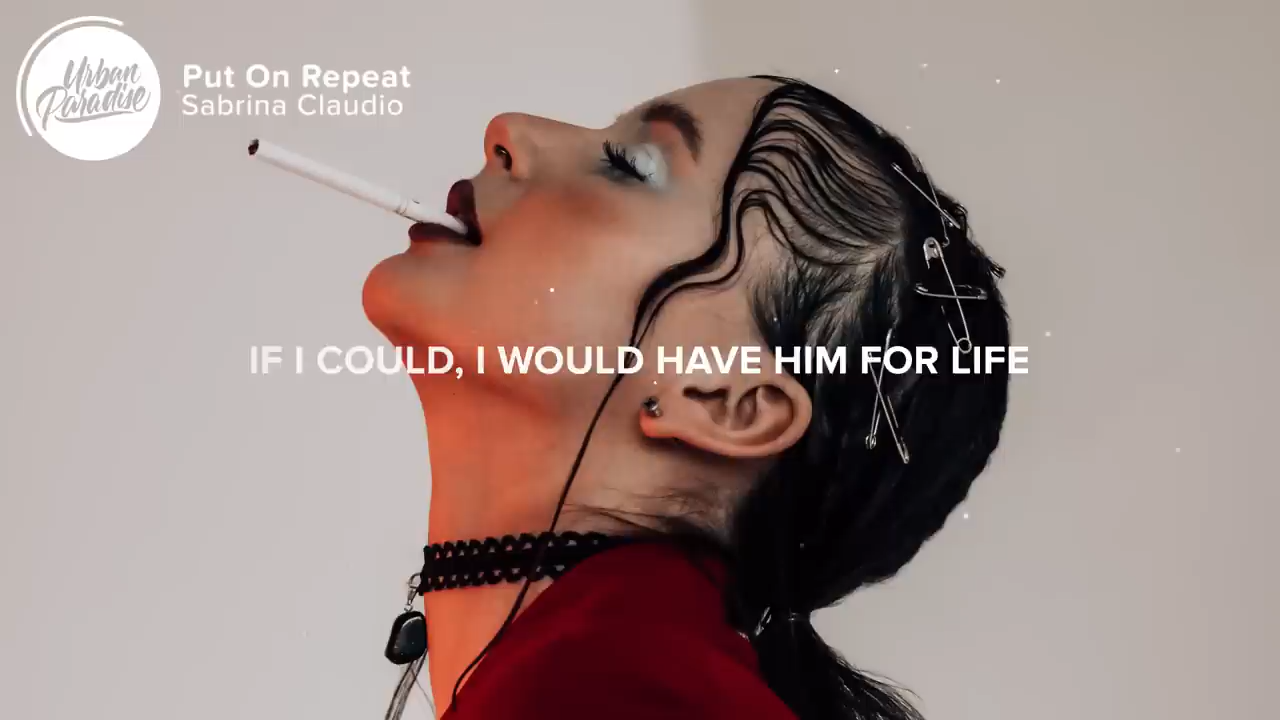 Urban
Paradise
Put On Repeat
Sabrina Claudio
IF I COULD, I WOULD HAVE HIM FOR LIFE